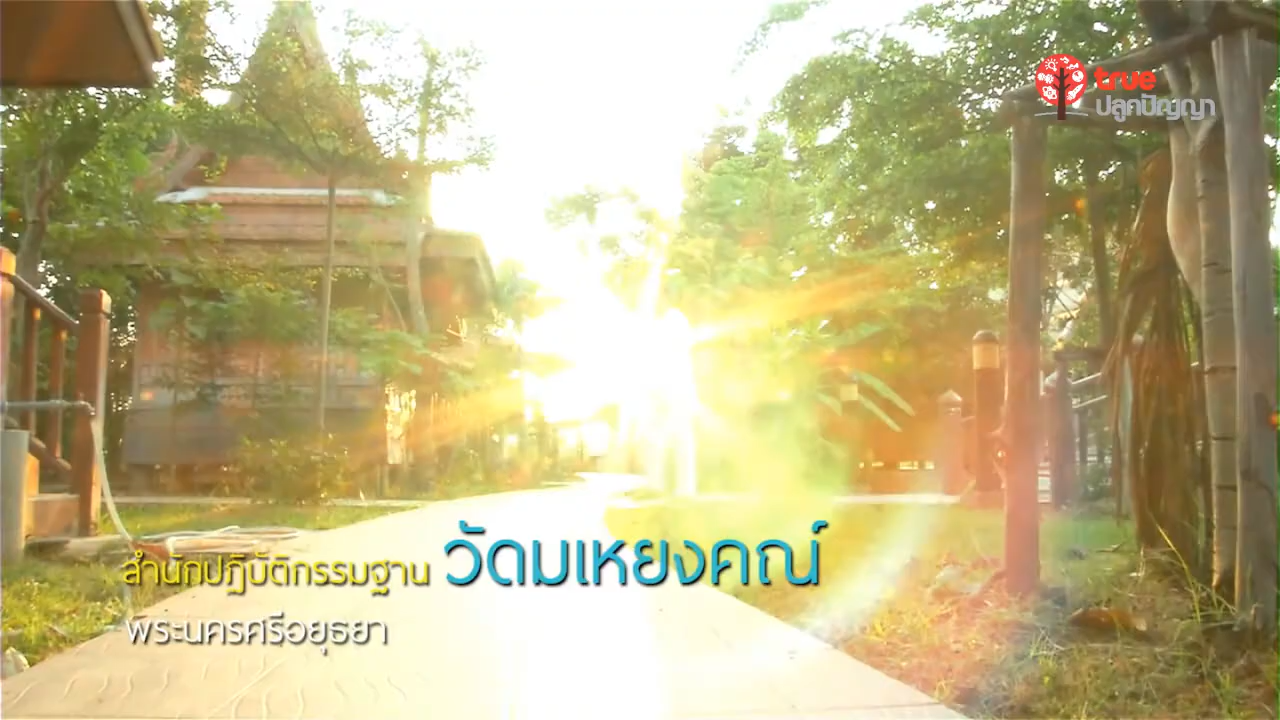 true
ปลูกปัญญา
สำนักปฏิบัติกรรมฐาน วัดมเหยงคณ์
พระนครศรีอยุธยา